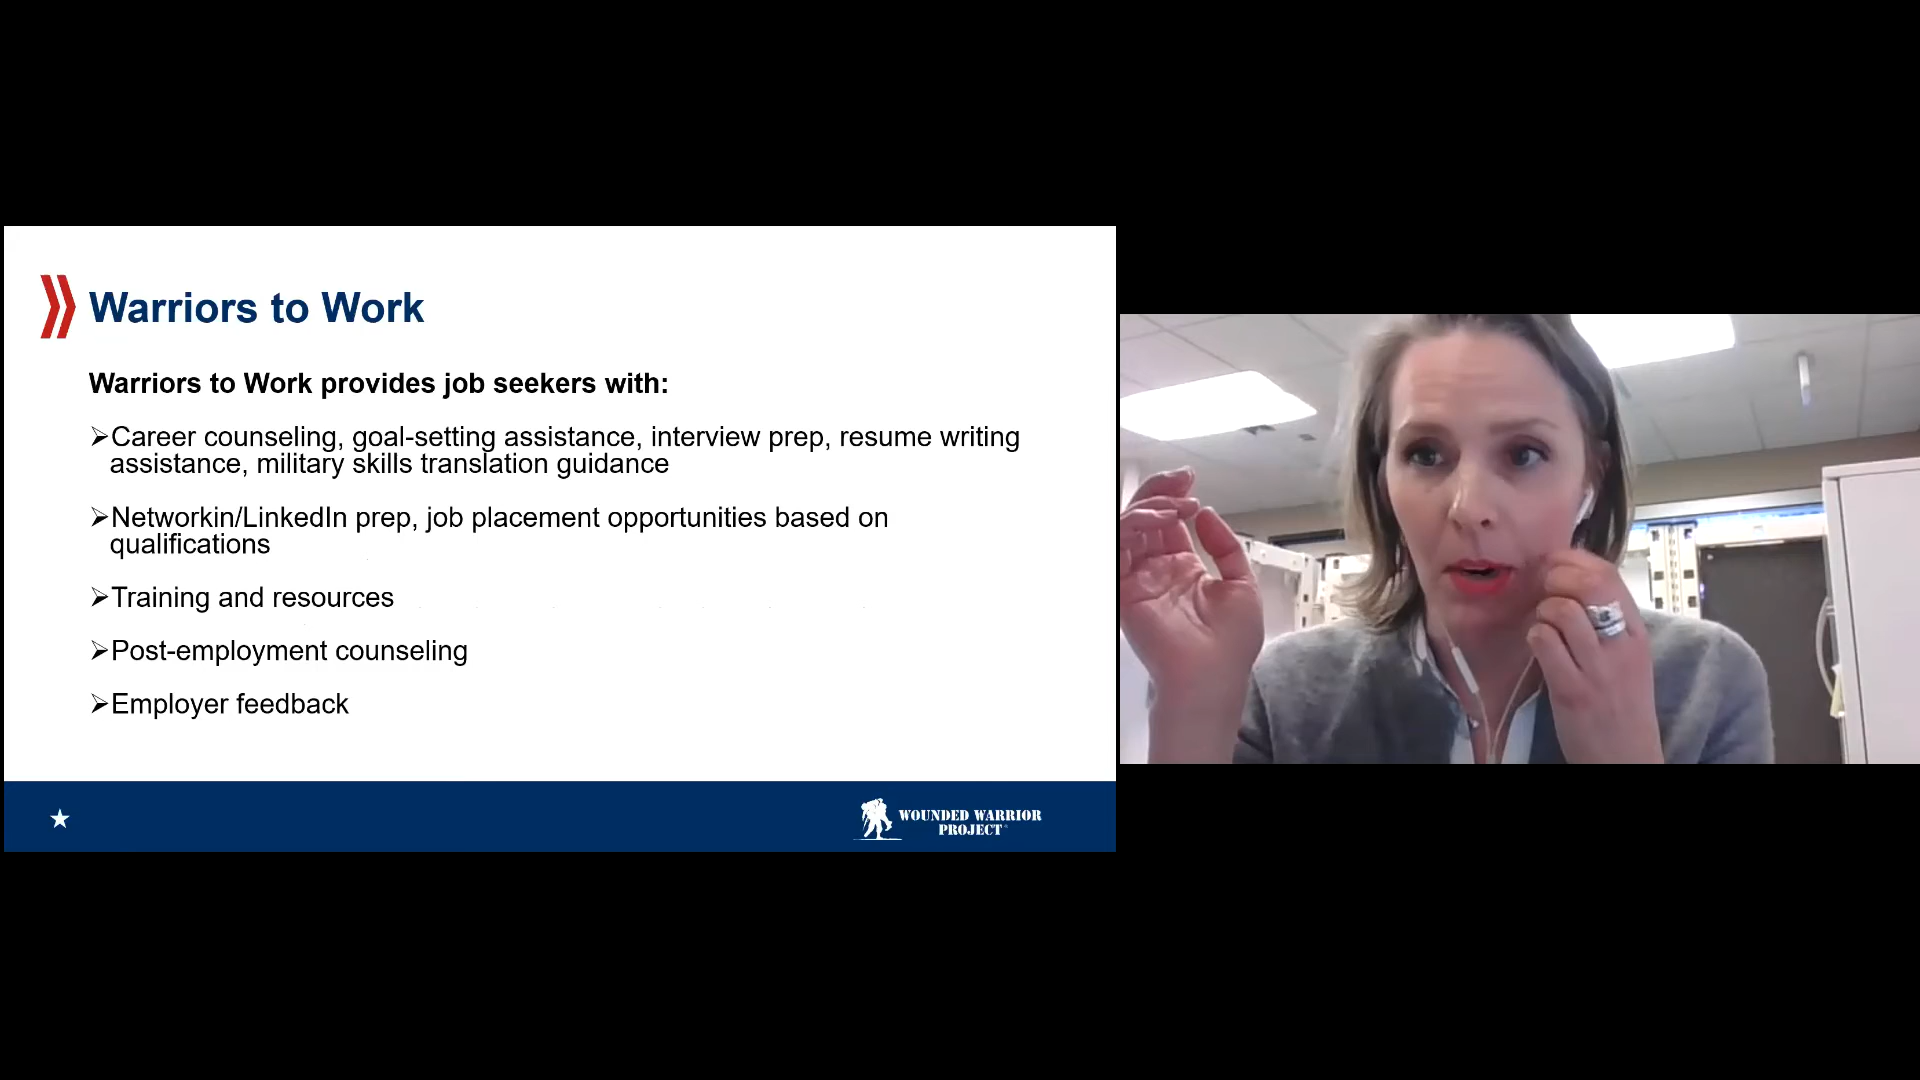 Warriors to Work
Warriors to Work provides job seekers with:
➢Career counseling, goal-setting assistance, interview prep, resume writing
assistance, military skills translation guidance
➢Networkin/LinkedIn prep, job placement opportunities based on
qualifications
➢Training and resources
➢Post-employment counseling
➢Employer feedback
WOUNDED WARRIOR
PROJECT